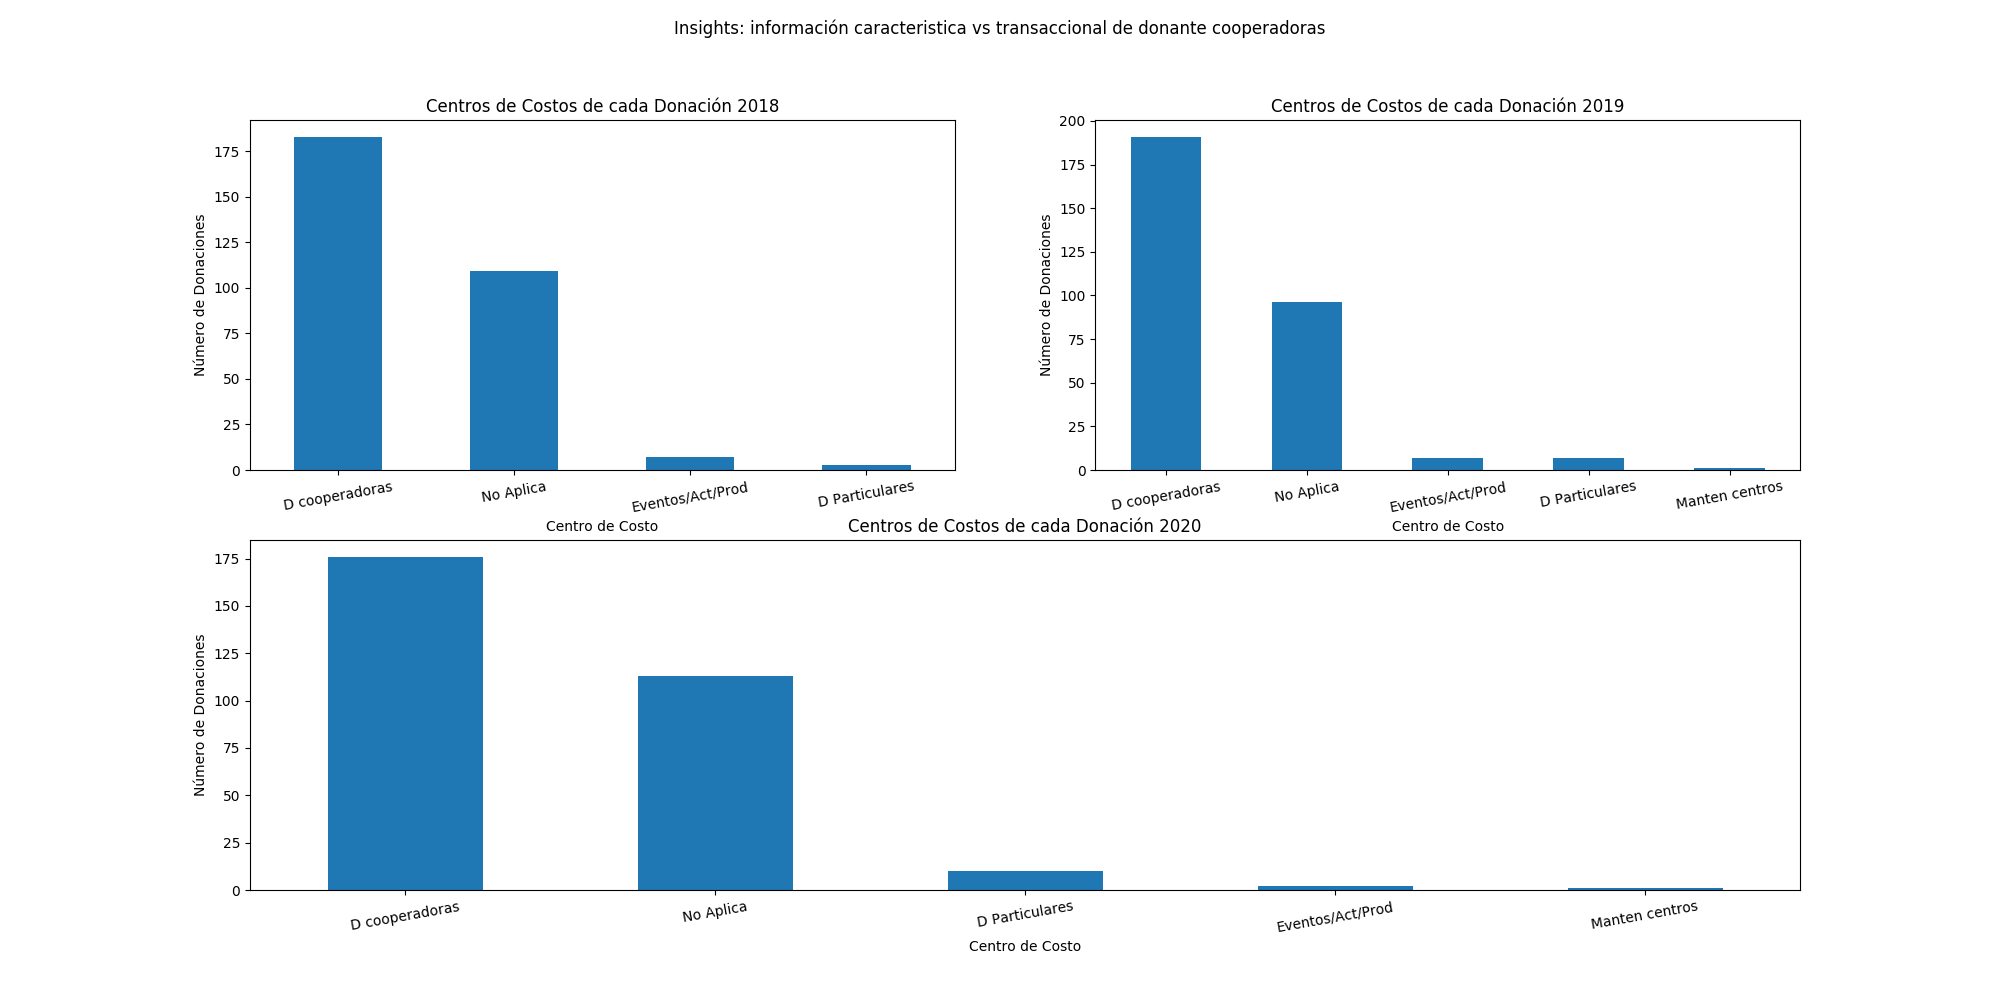 Insights: información caracteristica vs transaccional de donante cooperadoras
Centros de Costos de cada Donación 2018
Número de Donaciones
175
150
125
100
75
50
25
0
D cooperadoras
No Aplica
Eventos/Act/Prod
D Particulares
Centro de Costo
Centros de Costos de cada Donación 2019
Número de Donaciones
200
175
150
125
100
75
50
25
0
D cooperadoras
No Aplica
Eventos/Act/Prod
D Particulares
Manten centros
Centro de Costo
Centros de Costos de cada Donación 2020
Número de Donaciones
175
150
125
100
75
50
25
0
D cooperadoras
No Aplica
D Particulares
Eventos/Act/Prod
Manten centros
Centro de Costo